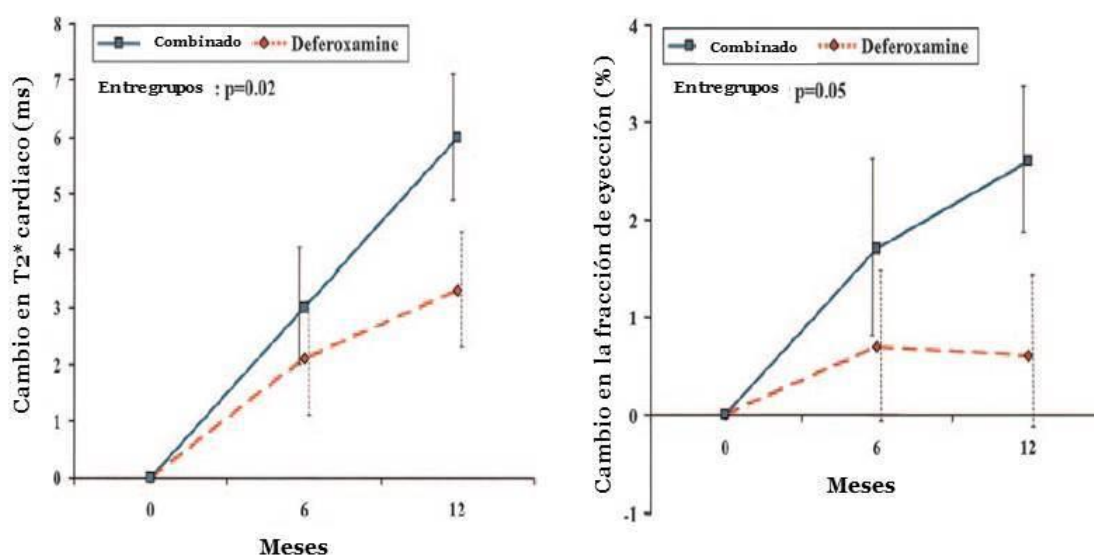 Cambio en T2* cardiaco (ms)
8
7
6
5
4
3
2
1
0
Combinado
Deferoxamine
Entregrupos : p=0.02
0
6
12
Meses
Cambio en la fracción de eyección (%)
4
3
2
1
0
-1
Combinado
Deferoxamine
Entregrupos p=0.05
0
6
12
Meses